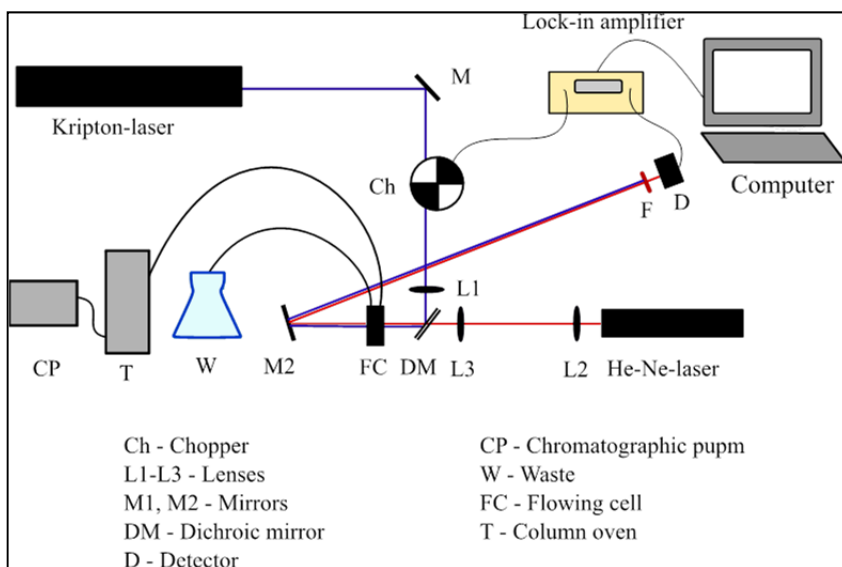 Lock-in amplifier
M
Kripton-laser
Ch
F
D
Computer
L1
CP
T
W
M2
FC
DM
L3
L2
He-Ne-laser
Ch - Chopper
L1-L3 - Lenses
M1, M2 - Mirrors
DM - Dichroic mirror
D - Detector
CP - Chromatographic pupm
W - Waste
FC - Flowing cell
T - Column oven